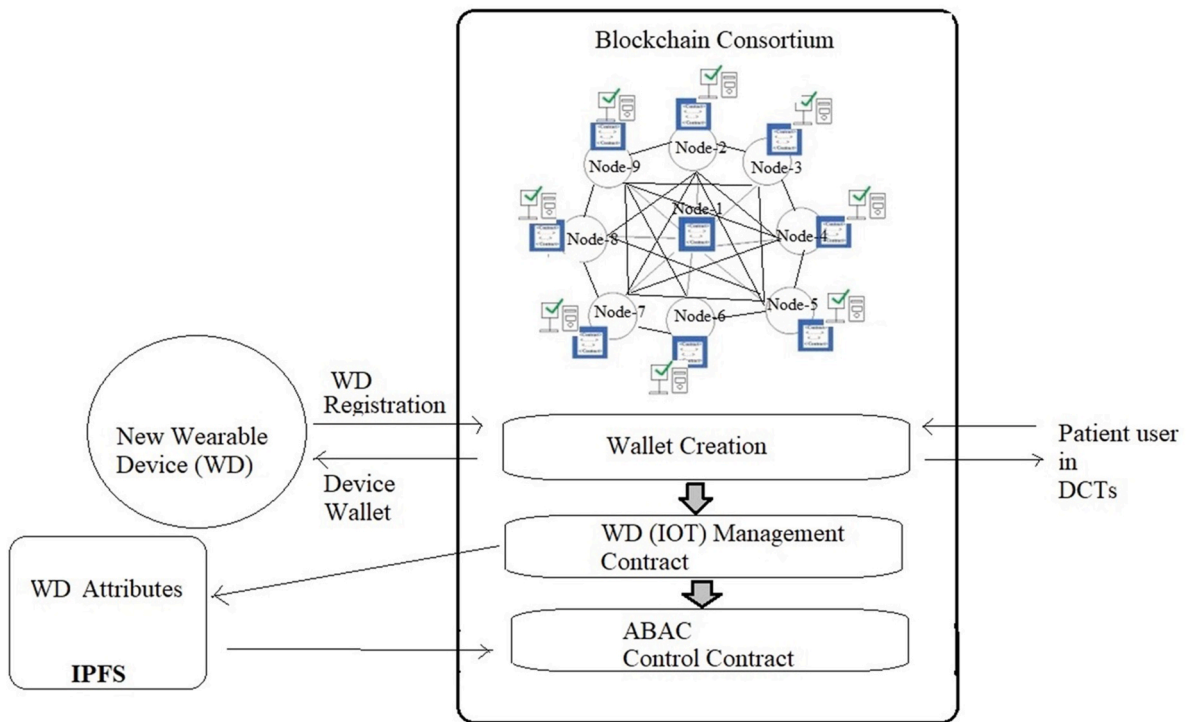 Blockchain Consortium
Node-2
Node-9
Node-3
Node-1
Node-8
Node-4
Node-7
Node-6
Node-5
WD
Registration
New Wearable
Device (WD)
Device
Wallet
Wallet Creation
Patient user
in
DCTs
WD (IOT) Management
Contract
WD Attributes
IPFS
ABAC
Control Contract